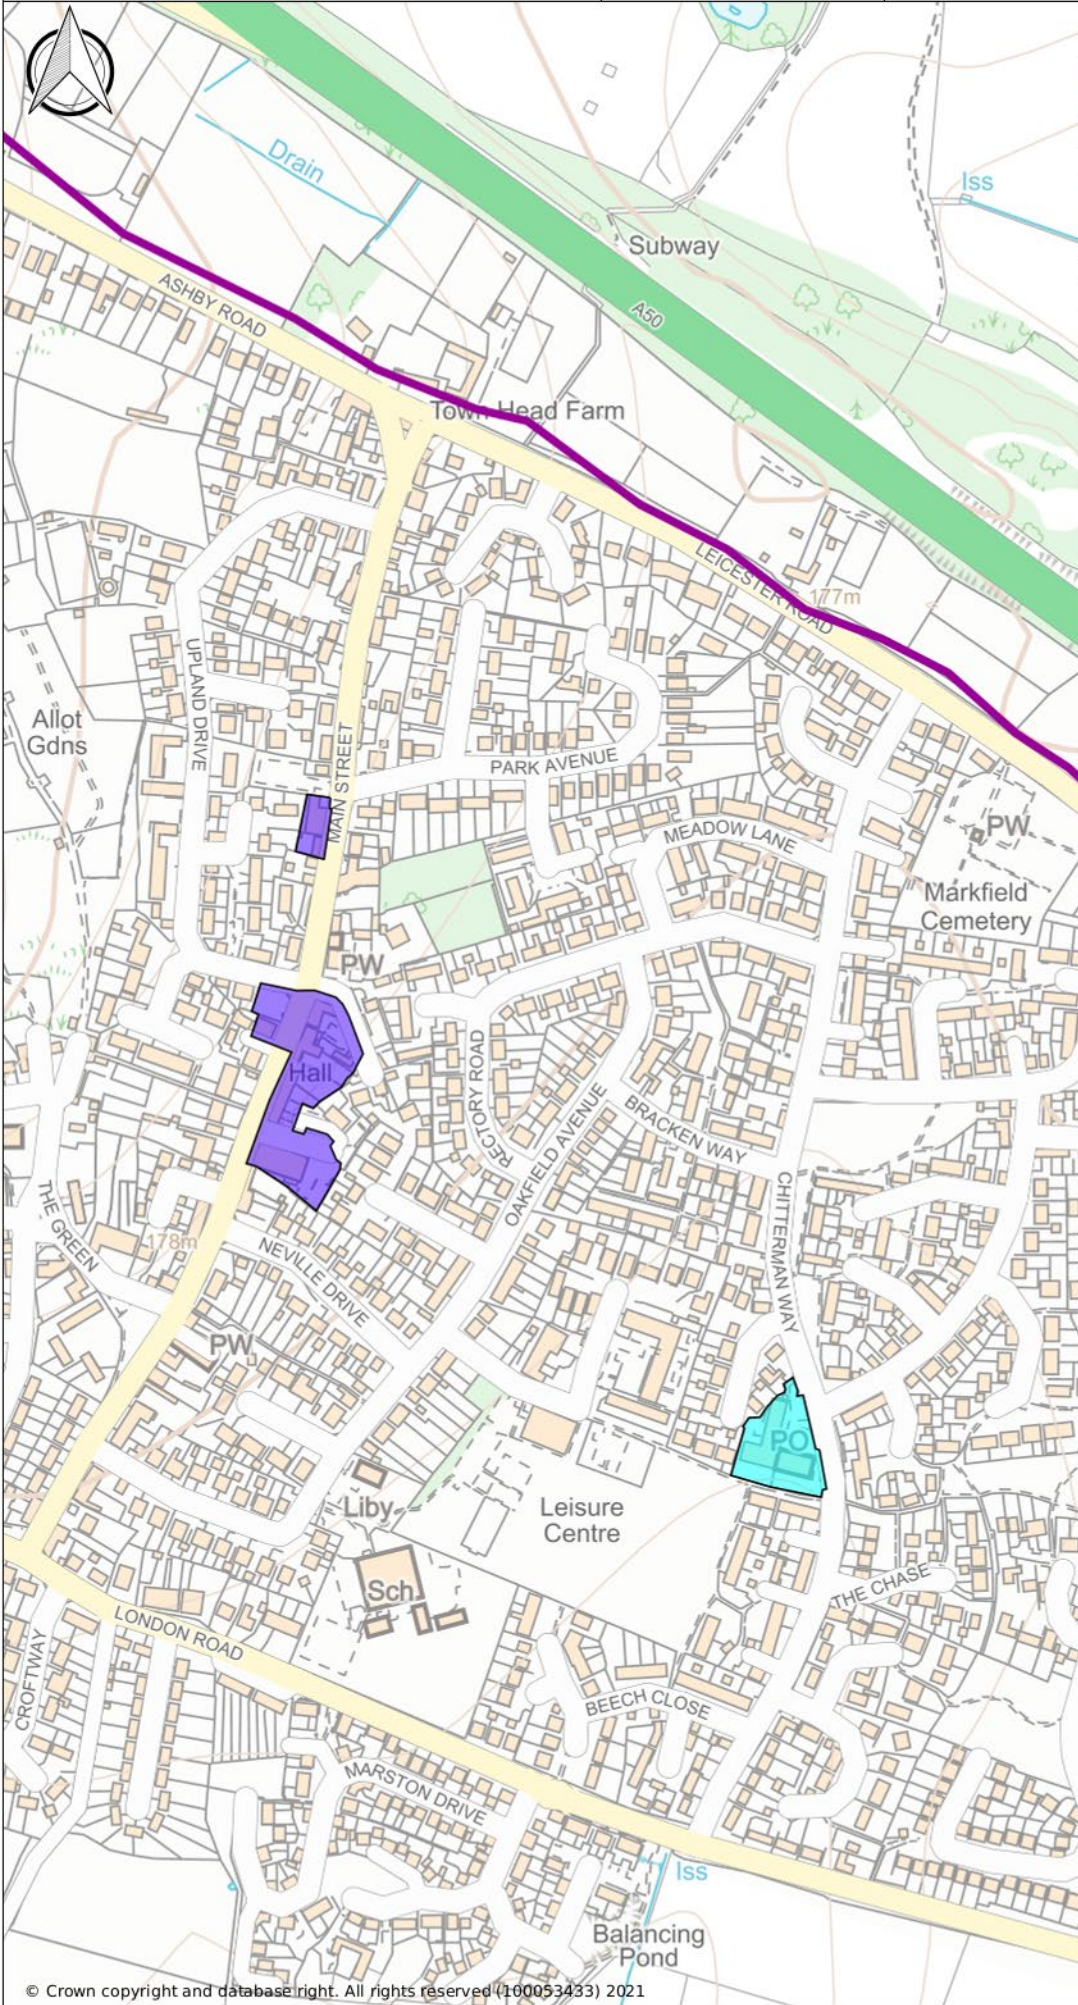 Drain
Iss
Subway
A50
ASHBY ROAD
Town Head Farm
LEICESTER ROAD
177m
UPLAND DRIVE
Allot
Gdns
MAIN STREET
PARK AVENUE
MEADOW LANE
PW
Markfield
Cemetery
PW
Hall
RECTORY ROAD
OAKFIELD AVENUE
BRACKEN WAY
CHITTERMAN WAY
THE GREEN
178m
NEVILLE DRIVE
PW
PO
Liby
Leisure
Centre
Sch
THE CHASE
LONDON ROAD
CROFTWAY
BEECH CLOSE
MARSTON DRIVE
Iss
Balancing
Pond
© Crown copyright and database right. All rights reserved (100053433) 2021